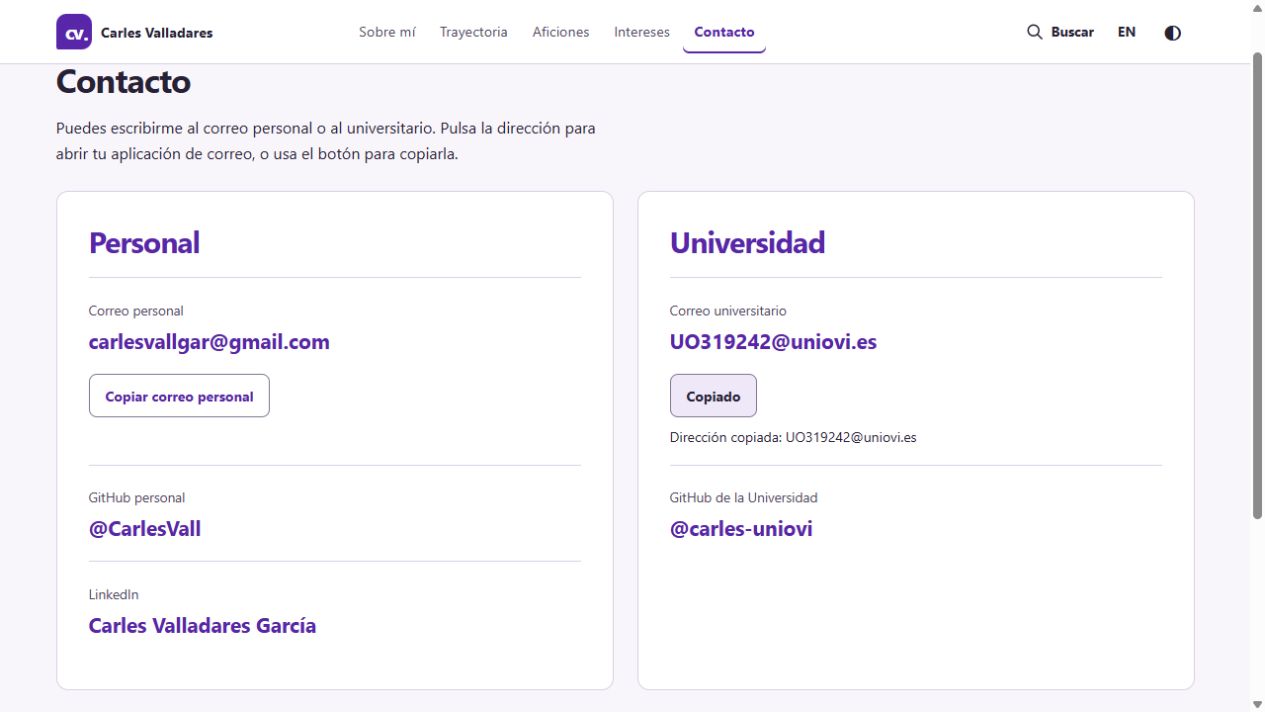 cv. Carles Valladares
Sobre mí
Trayectoria
Aficiones
Intereses
Contacto
Buscar
EN
Contacto
Puedes escribirme al correo personal o al universitario. Pulsa la dirección para
abrir tu aplicación de correo, o usa el botón para copiarla.
Personal
Correo personal
carlesvallgar@gmail.com
Copiar correo personal
GitHub personal
@CarlesVall
LinkedIn
Carles Valladares García
Universidad
Correo universitario
UO319242@uniovi.es
Copiado
Dirección copiada: UO319242@uniovi.es
GitHub de la Universidad
@carles-uniovi